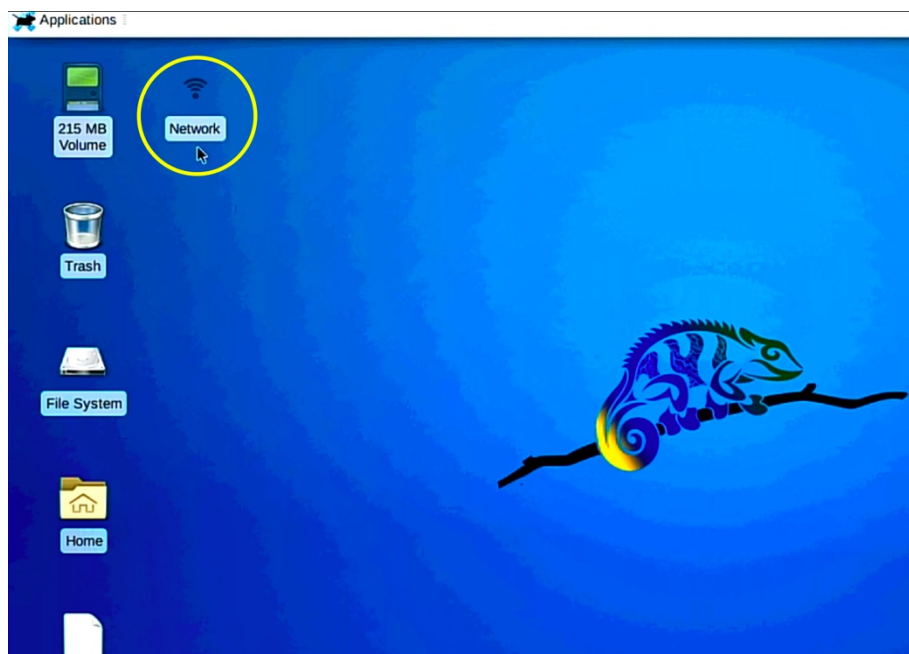 Applications
215 MB
Volume
Network
Trash
File System
Home